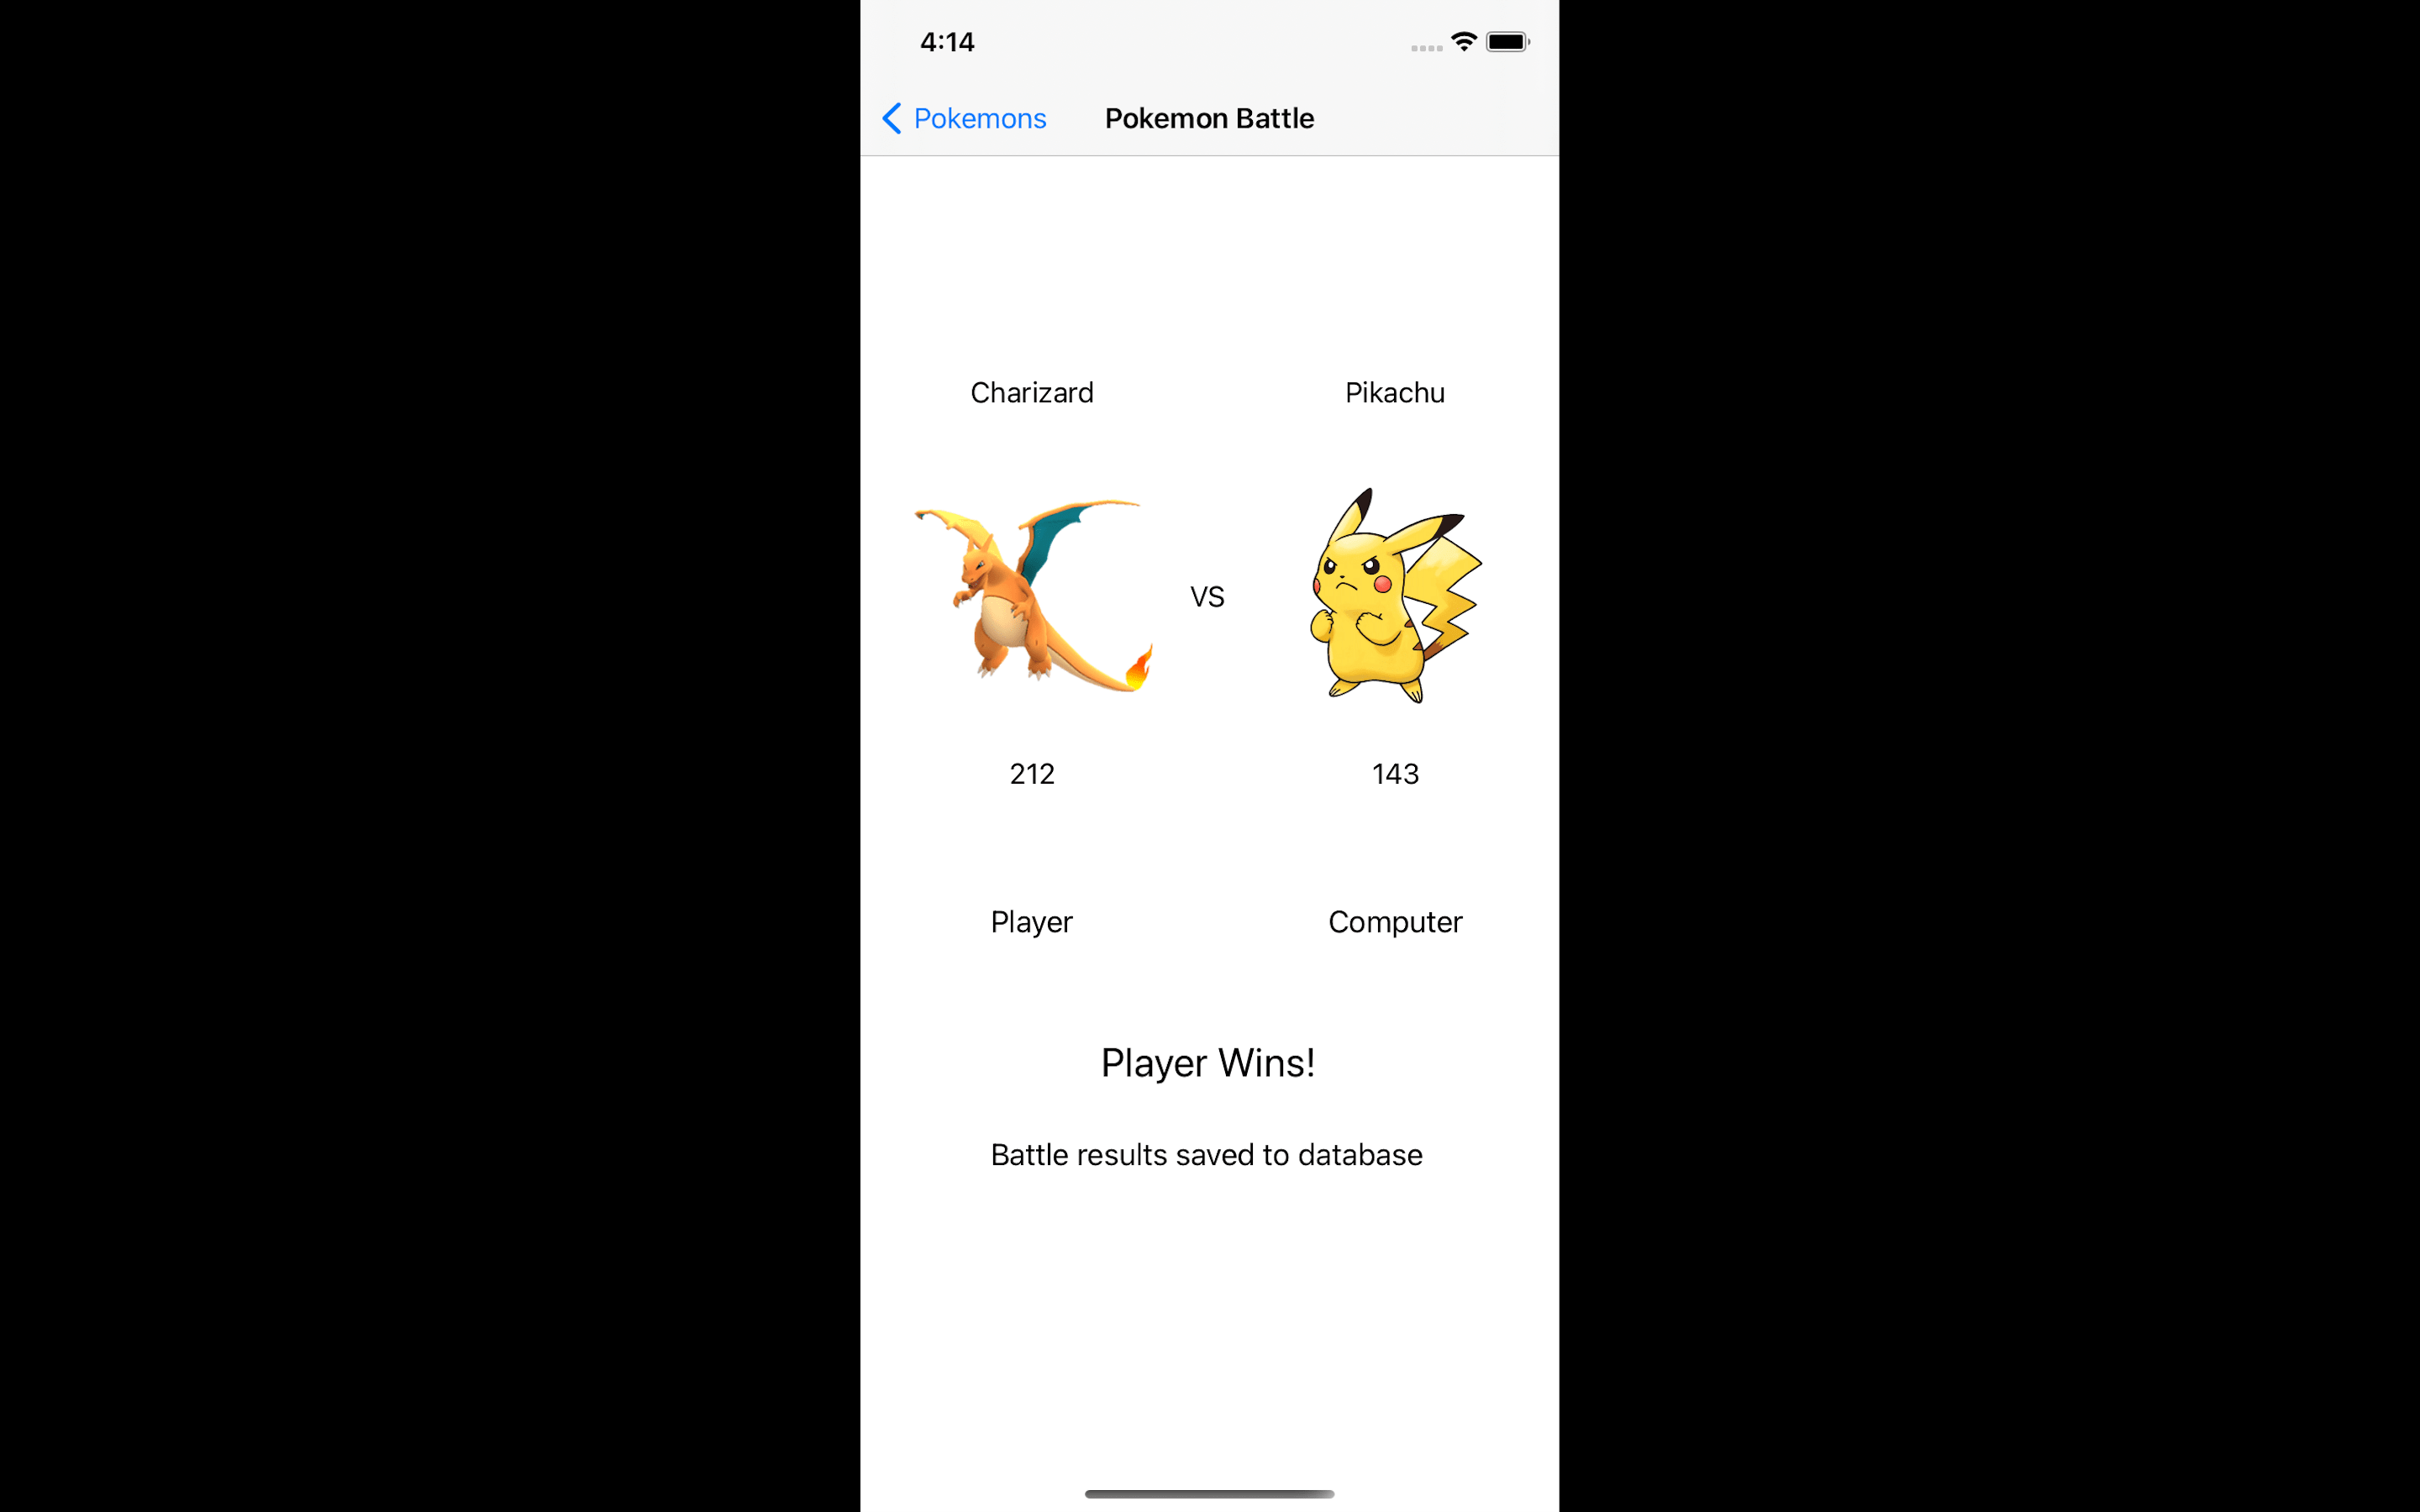 4:14
Pokemons
Pokemon Battle
Charizard
Pikachu
VS
212
143
Player
Computer
Player Wins!
Battle results saved to database